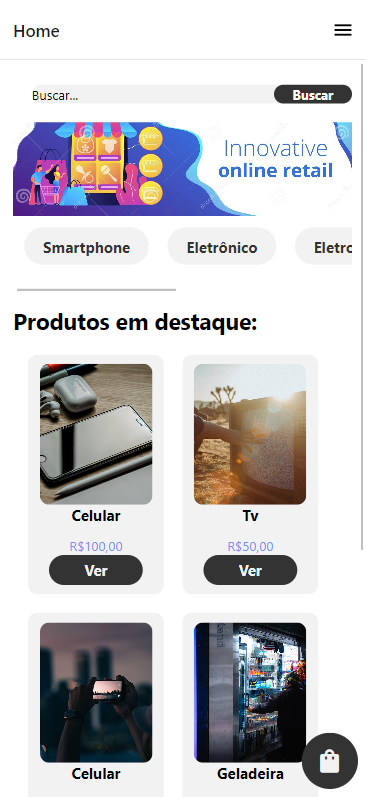 Home
Buscar...
Buscar
Innovative
online retail
Smartphone
Eletrônico
Eletro
Produtos em destaque:
Celular
Tv
R$100,00
R$50,00
Ver
Ver
Celular
Geladeira